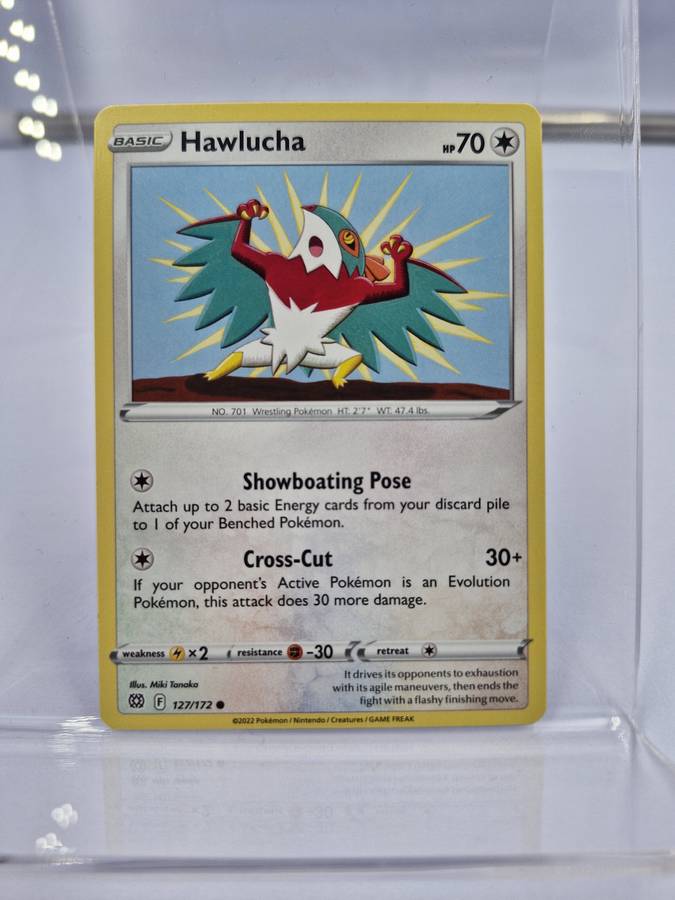 BASIC Hawlucha HP 70
NO. 701 Wrestling Pokémon HT: 2'7" WT: 47.4 lbs.
Showboating Pose
Attach up to 2 basic Energy cards from your discard pile
to 1 of your Benched Pokémon.
Cross-Cut 30+
If your opponent's Active Pokémon is an Evolution
Pokémon, this attack does 30 more damage.
weakness ×2 resistance -30 retreat
Illus. Miki Tanaka
It drives its opponents to exhaustion
with its agile maneuvers, then ends the
fight with a flashy finishing move.
F 127/172
©2022 Pokémon / Nintendo / Creatures / GAME FREAK